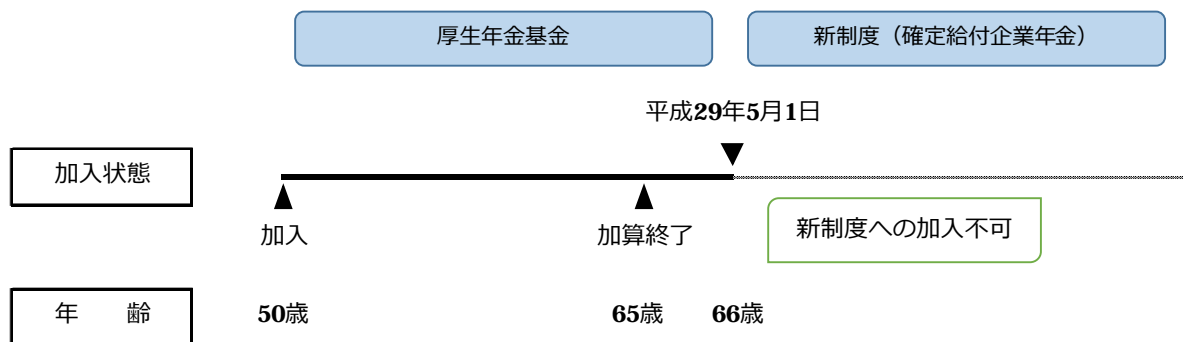 厚生年金基金 新制度（確定給付企業年金）
平成29年5月1日
▼
加入状態
▲ ▲
加入 加算終了 新制度への加入不可
年　　齢 50歳 65歳 66歳